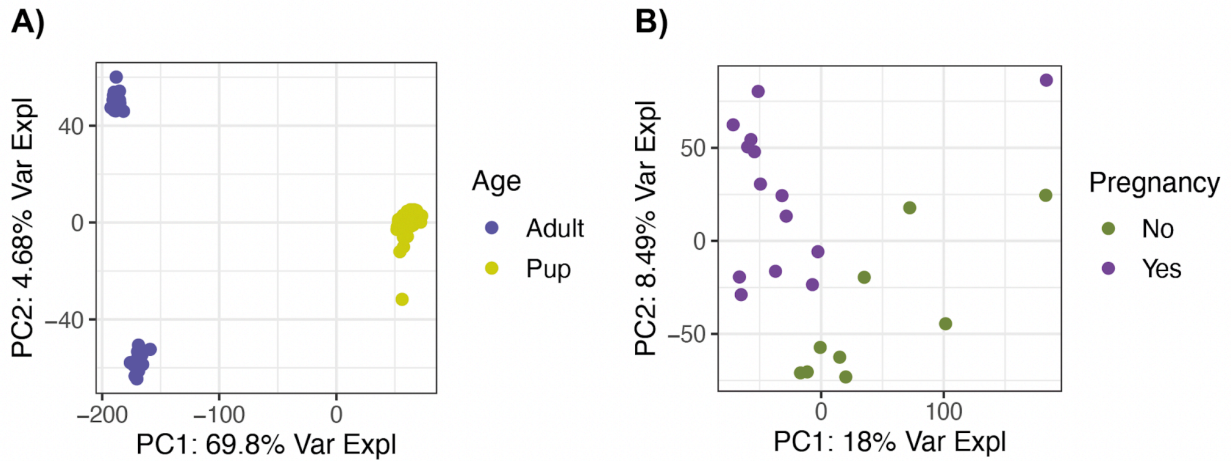 A)
PC2: 4.68% Var Expl
40
0
−40
−200
−100
0
PC1: 69.8% Var Expl
Age
Adult
Pup
B)
PC2: 8.49% Var Expl
50
0
−50
0
100
PC1: 18% Var Expl
Pregnancy
No
Yes